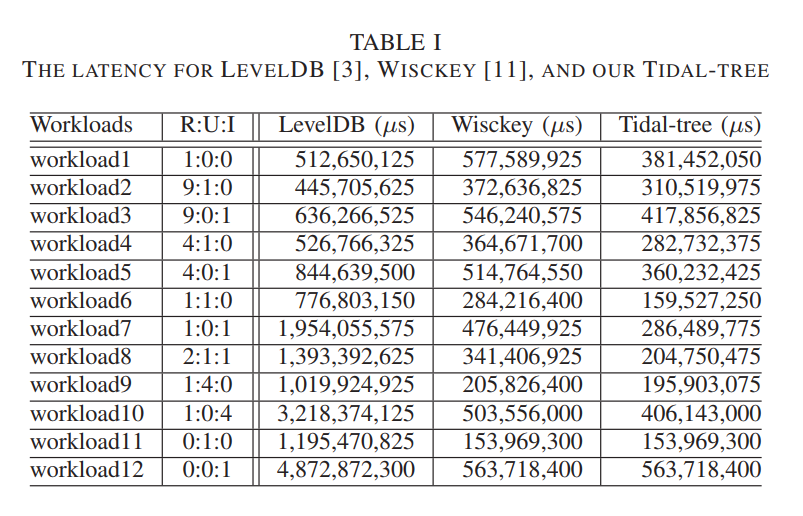 TABLE I
THE LATENCY FOR LEVELDB [3], WISCKEY [11], AND OUR TIDAL-TREE
Workloads R:U:I LevelDB (μs) Wisckey (μs) Tidal-tree (μs)
workload1 1:0:0 512,650,125 577,589,925 381,452,050
workload2 9:1:0 445,705,625 372,636,825 310,519,975
workload3 9:0:1 636,266,525 546,240,575 417,856,825
workload4 4:1:0 526,766,325 364,671,700 282,732,375
workload5 4:0:1 844,639,500 514,764,550 360,232,425
workload6 1:1:0 776,803,150 284,216,400 159,527,250
workload7 1:0:1 1,954,055,575 476,449,925 286,489,775
workload8 2:1:1 1,393,392,625 341,406,925 204,750,475
workload9 1:4:0 1,019,924,925 205,826,400 195,903,075
workload10 1:0:4 3,218,374,125 503,556,000 406,143,000
workload11 0:1:0 1,195,470,825 153,969,300 153,969,300
workload12 0:0:1 4,872,872,300 563,718,400 563,718,400